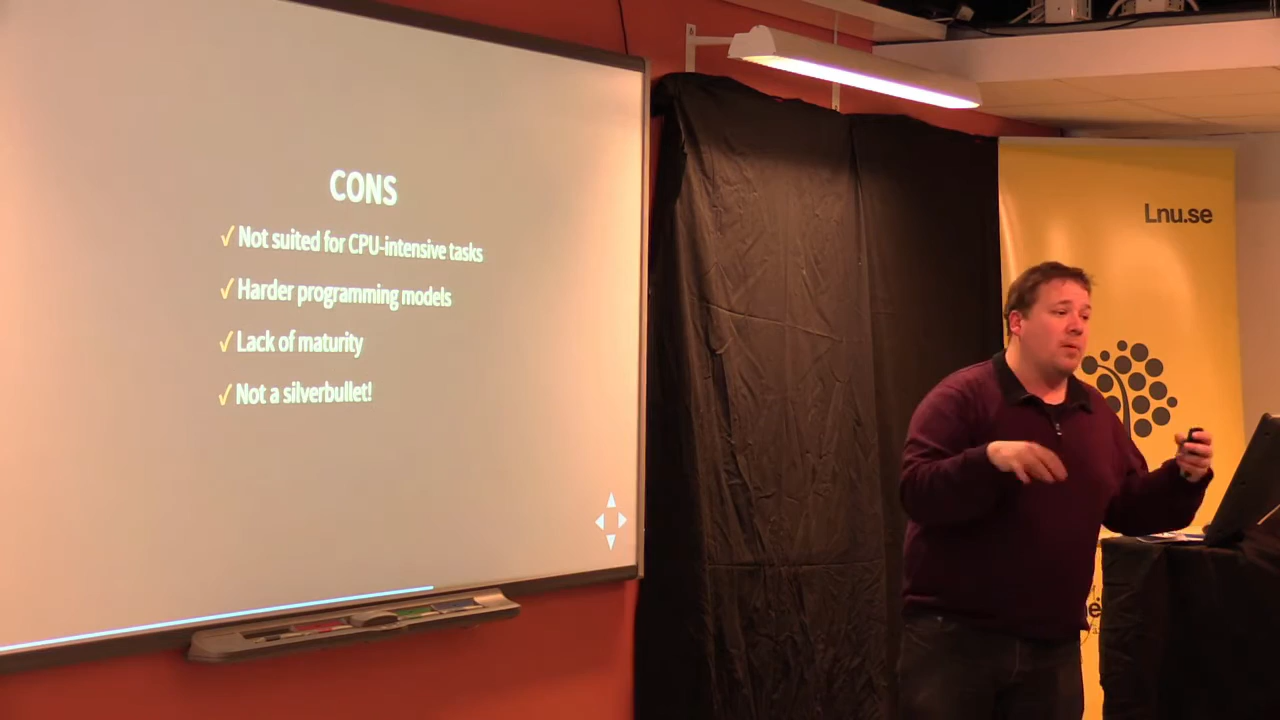 CONS
✓ Not suited for CPU-intensive tasks
✓ Harder programming models
✓ Lack of maturity
✓ Not a silverbullet!
Lnu.se